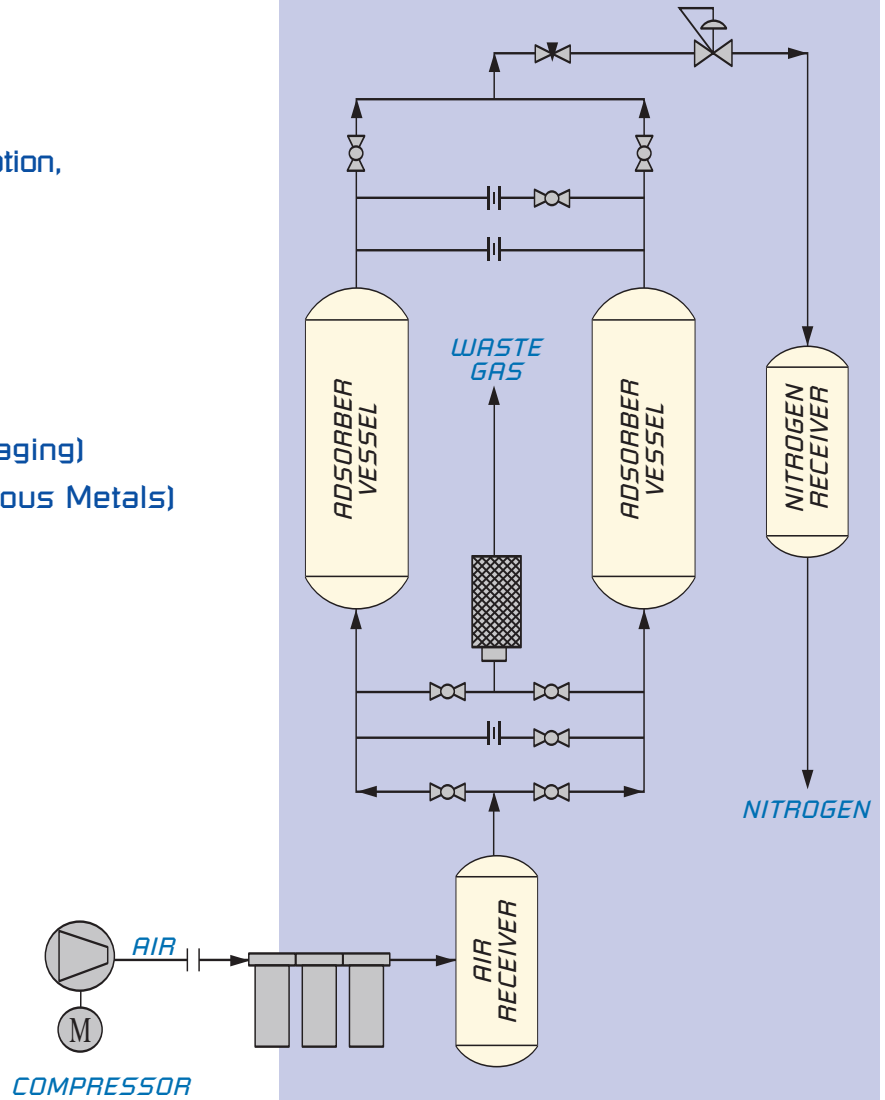 tion,
aging)
ous Metals)
WASTE
GAS
ADSORBER
VESSEL
ADSORBER
VESSEL
NITROGEN
RECEIVER
NITROGEN
AIR
RECEIVER
AIR
M
COMPRESSOR